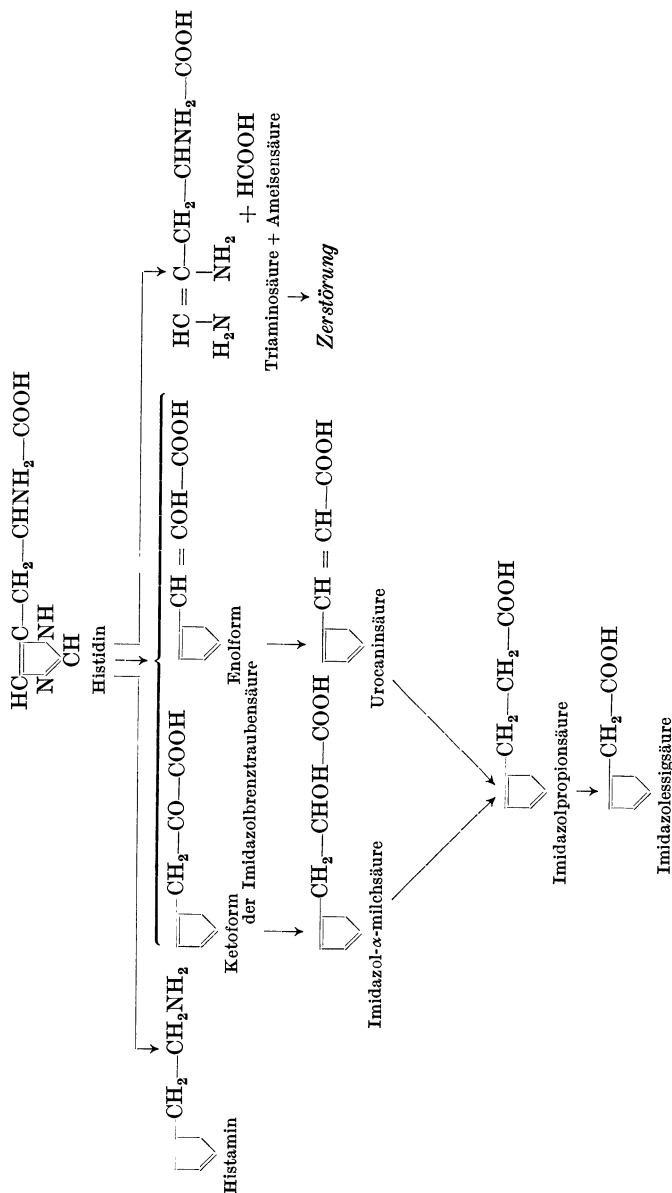 HC=C—CH₂—CHNH₂—COOH
N NH
CH
Histidin
—CH₂—CH₂NH₂
Histamin
—CH₂—CO—COOH
Ketoform
—CH = COH—COOH
Enolform
der Imidazolbrenztraubensäure
HC = C—CH₂—CHNH₂—COOH
H₂N NH₂ + HCOOH
Triaminosäure + Ameisensäure
Zerstörung
—CH₂—CHOH—COOH
Imidazol-α-milchsäure
—CH = CH—COOH
Urocaninsäure
—CH₂—CH₂—COOH
Imidazolpropionsäure
—CH₂—COOH
Imidazolessigsäure